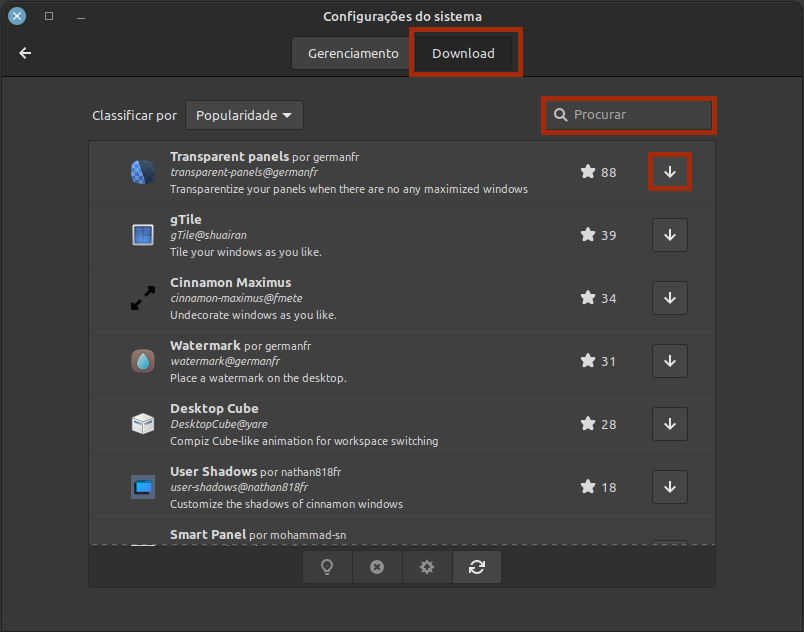 Configurações do sistema
Gerenciamento Download
Classificar por Popularidade Procurar
Transparent panels por germanfr
transparent-panels@germanfr 88
Transparentize your panels when there are no any maximized windows
gTile
gTile@shuairan 39
Tile your windows as you like.
Cinnamon Maximus
cinnamon-maximus@fmete 34
Undecorate windows as you like.
Watermark por germanfr
watermark@germanfr 31
Place a watermark on the desktop.
Desktop Cube
DesktopCube@yare 28
Compiz Cube-like animation for workspace switching
User Shadows por nathan818fr
user-shadows@nathan818fr 18
Customize the shadows of cinnamon windows
Smart Panel por mohammad-sn